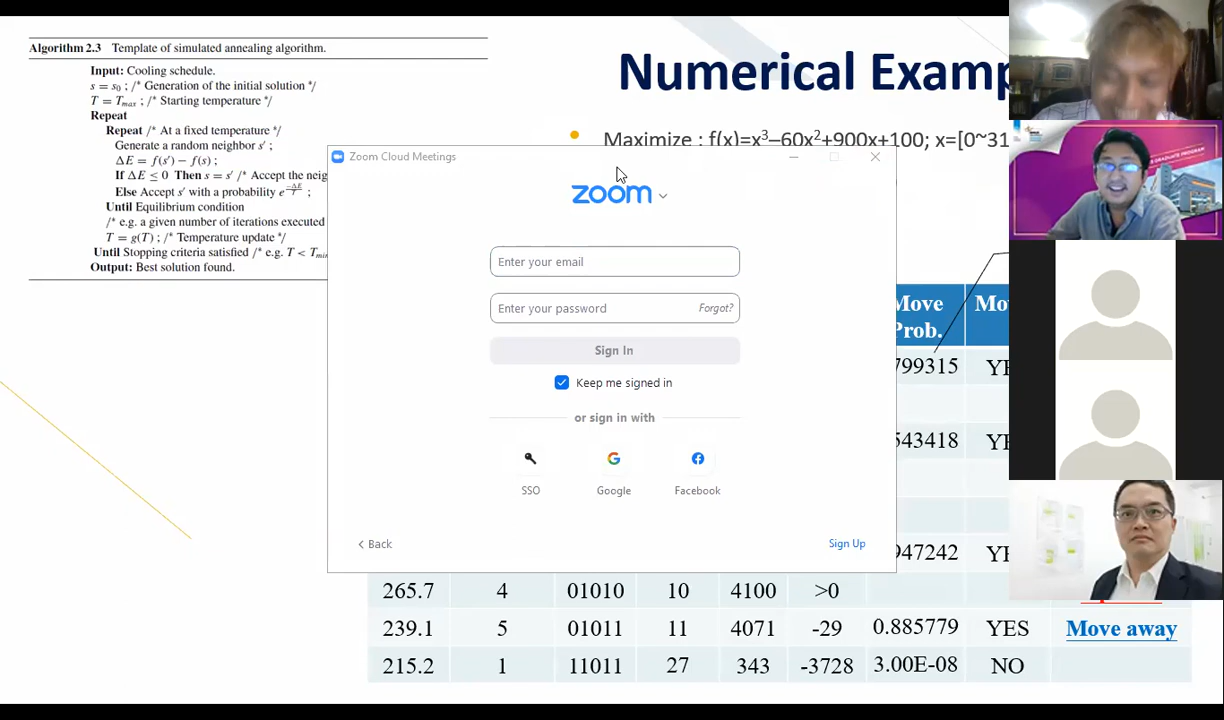 Algorithm 2.3 Template of simulated annealing algorithm.
Input: Cooling schedule.
s = s0 ; /* Generation of the initial solution */
T = Tmax ; /* Starting temperature */
Repeat
Repeat /* At a fixed temperature */
Generate a random neighbor s′ ;
ΔE = f(s′) − f(s) ;
If ΔE ≤ 0 Then s = s′ /* Accept the neig
Else Accept s′ with a probability e^(−ΔE/T) ;
Until Equilibrium condition
/* e.g. a given number of iterations executed
T = g(T) ; /* Temperature update */
Until Stopping criteria satisfied /* e.g. T < Tmin
Output: Best solution found.
Numerical Examp
Maximize : f(x)=x³−60x²+900x+100; x=[0~31
Zoom Cloud Meetings
zoom
Enter your email
Enter your password Forgot?
Sign In
Keep me signed in
or sign in with
SSO Google Facebook
Back Sign Up
S GRADUATE PROGRAM
Move Mo
Prob.
799315 YE
543418 YE
947242 YE
265.7 4 01010 10 4100 >0
239.1 5 01011 11 4071 -29 0.885779 YES Move away
215.2 1 11011 27 343 -3728 3.00E-08 NO